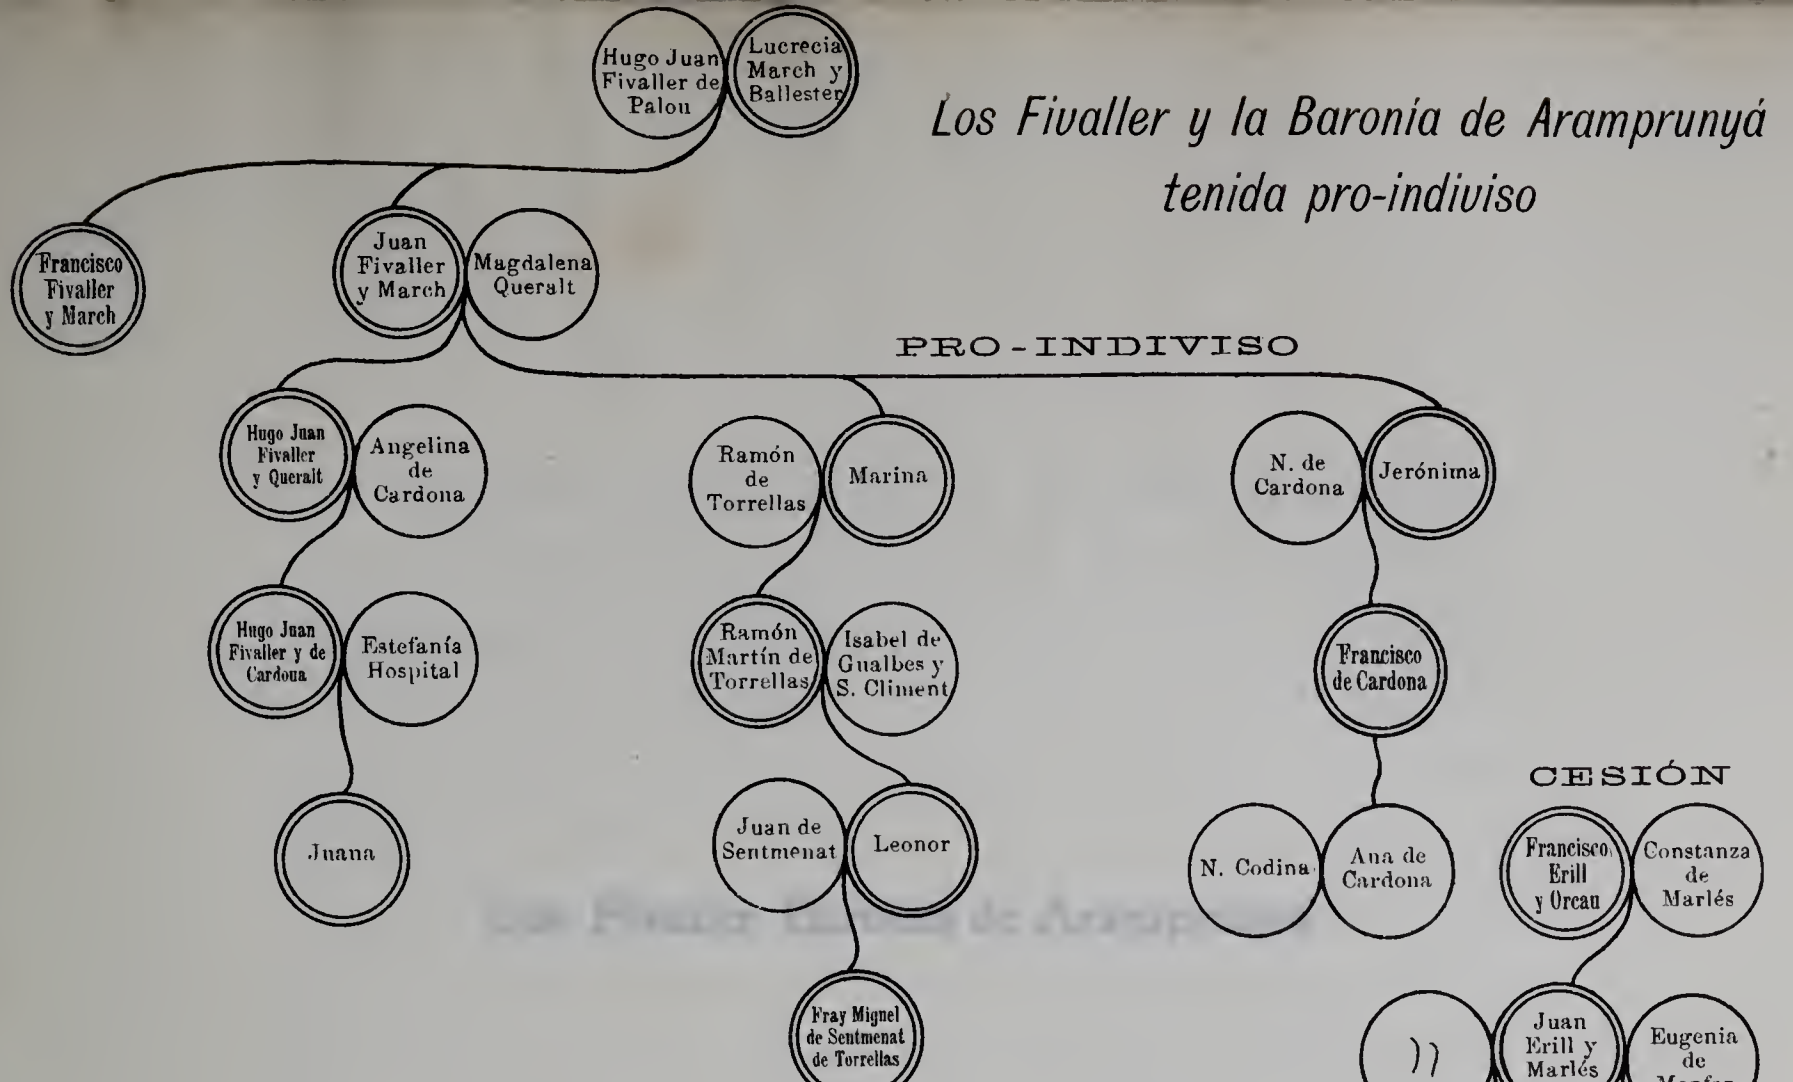 Hugo Juan
Fivaller de
Palou
Lucrecia
March y
Ballester
Los Fivaller y la Baronía de Aramprunyá
tenida pro-indiviso
Francisco
Fivaller
y March
Juan
Fivaller
y March
Magdalena
Queralt
PRO-INDIVISO
Hugo Juan
Fivaller
y Queralt
Angelina
de
Cardona
Ramón
de
Torrellas
Marina
N. de
Cardona
Jerónima
Hugo Juan
Fivaller y de
Cardona
Estefanía
Hospital
Ramón
Martín de
Torrellas
Isabel de
Gualbes y
S. Climent
Francisco
de Cardona
CESIÓN
Juana
Juan de
Sentmenat
Leonor
N. Codina
Ana de
Cardona
Francisco
Erill
y Orcau
Constanza
de
Marlés
Fray Miguel
de Sentmenat
de Torrellas
Juan
Erill y
Marlés
Eugenia
de